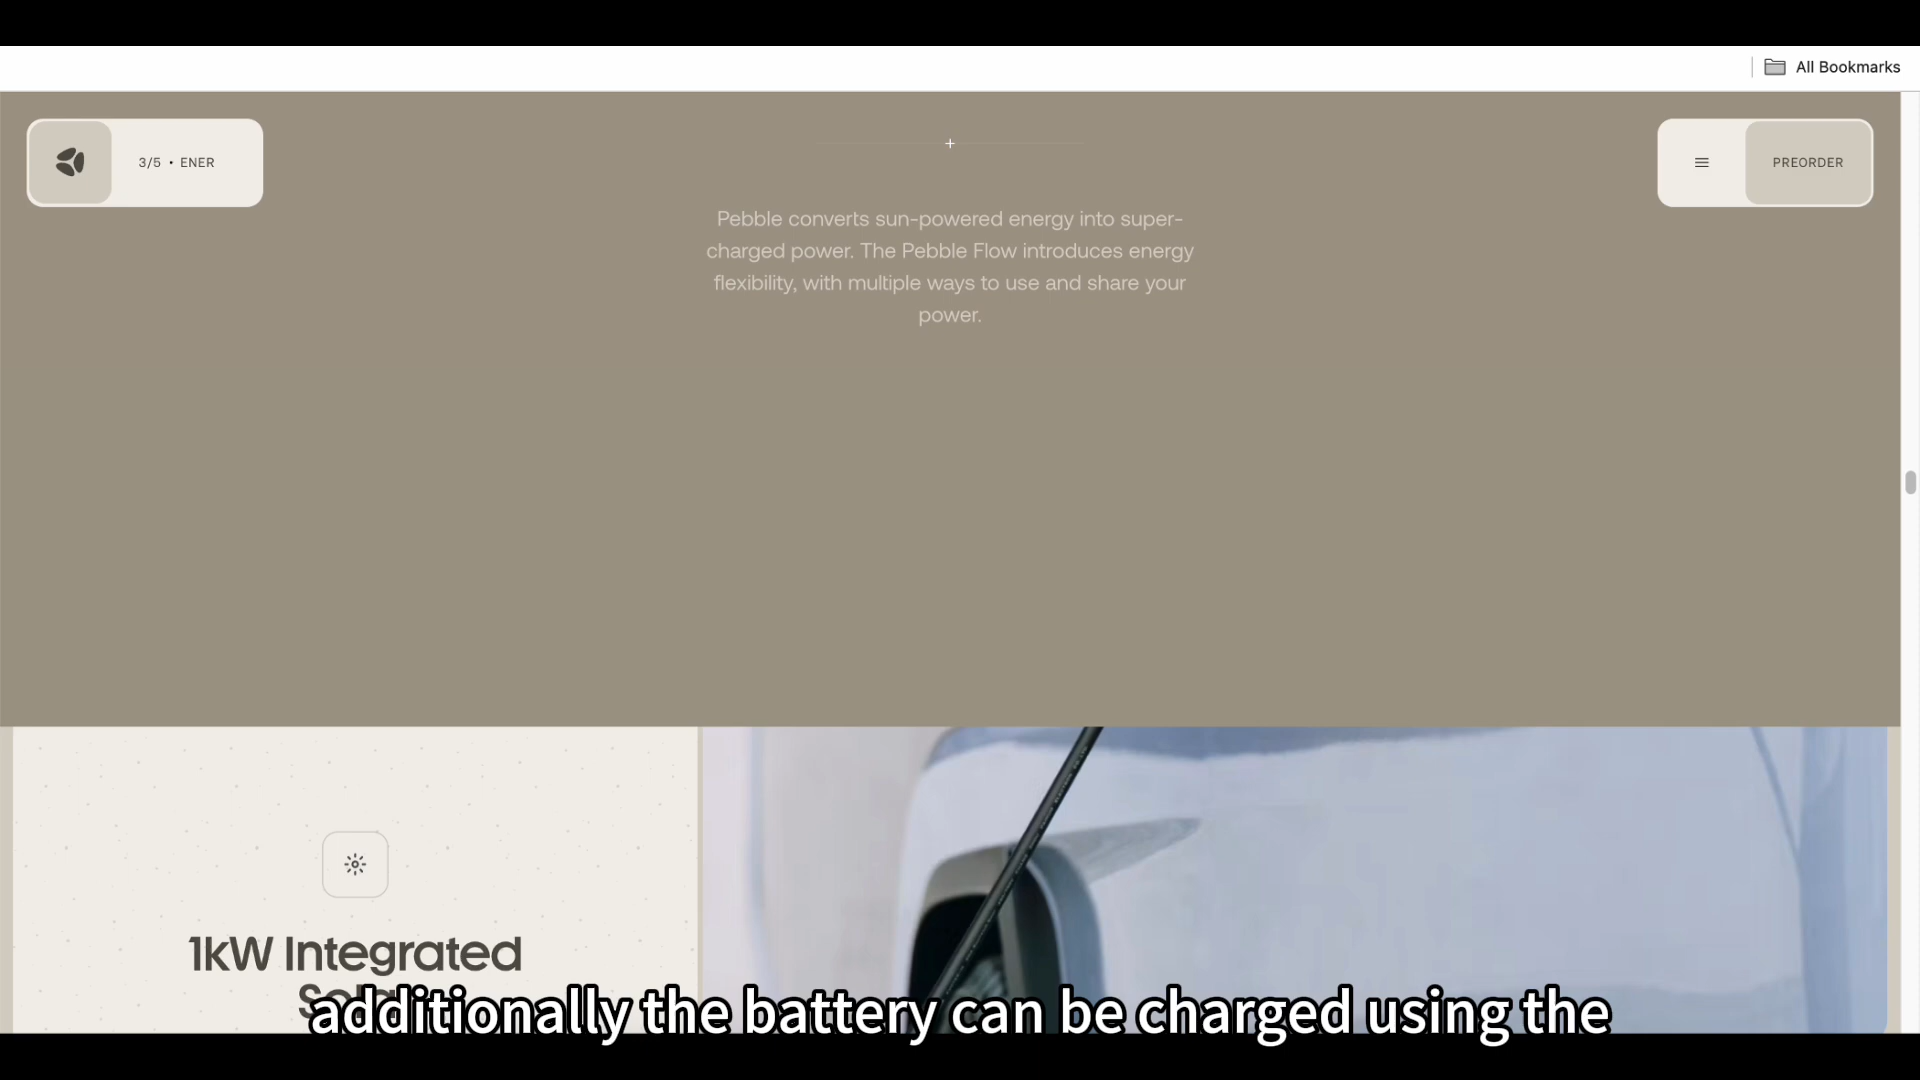 All Bookmarks
3/5 • ENER
PREORDER
Pebble converts sun-powered energy into super-
charged power. The Pebble Flow introduces energy
flexibility, with multiple ways to use and share your
power.
1kW Integrated
additionally the battery can be charged using the